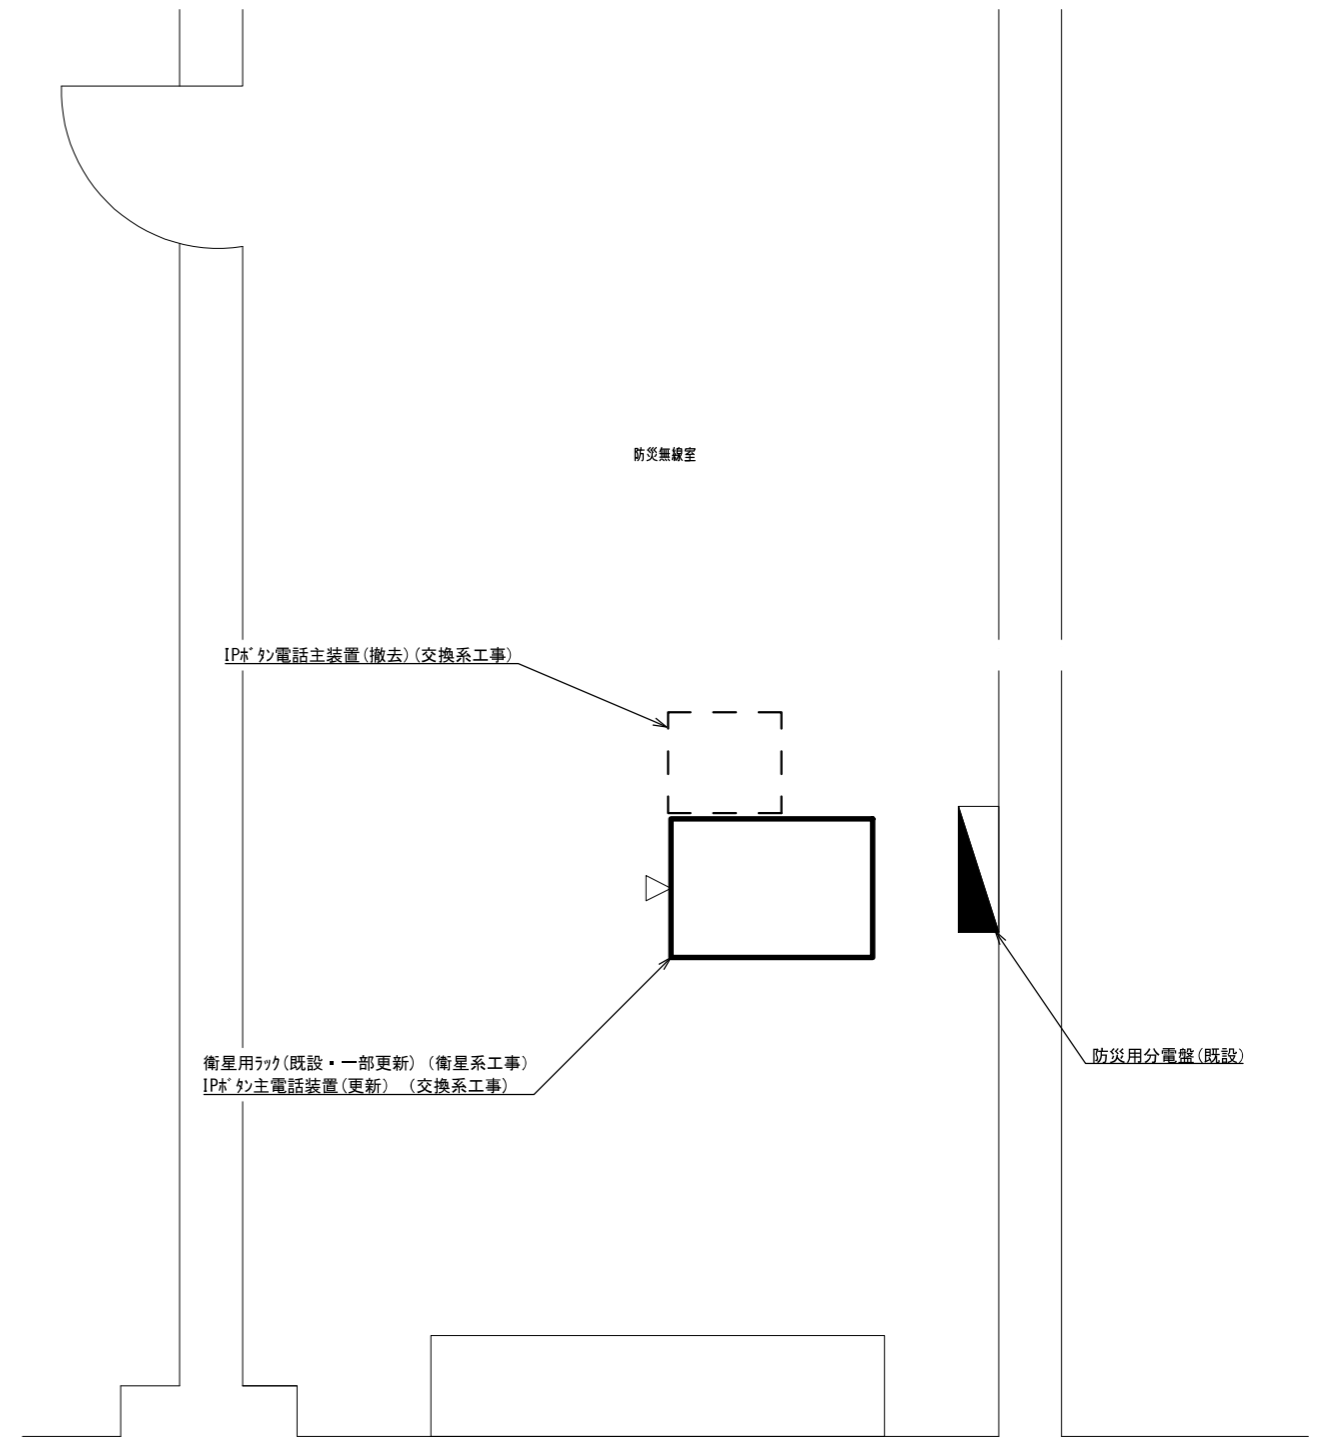 防災無線室
IPﾎﾞﾀﾝ電話主装置(撤去)(交換系工事)
衛星用ﾗｯｸ(既設・一部更新) (衛星系工事)
IPﾎﾞﾀﾝ主電話装置(更新) (交換系工事)
防災用分電盤(既設)